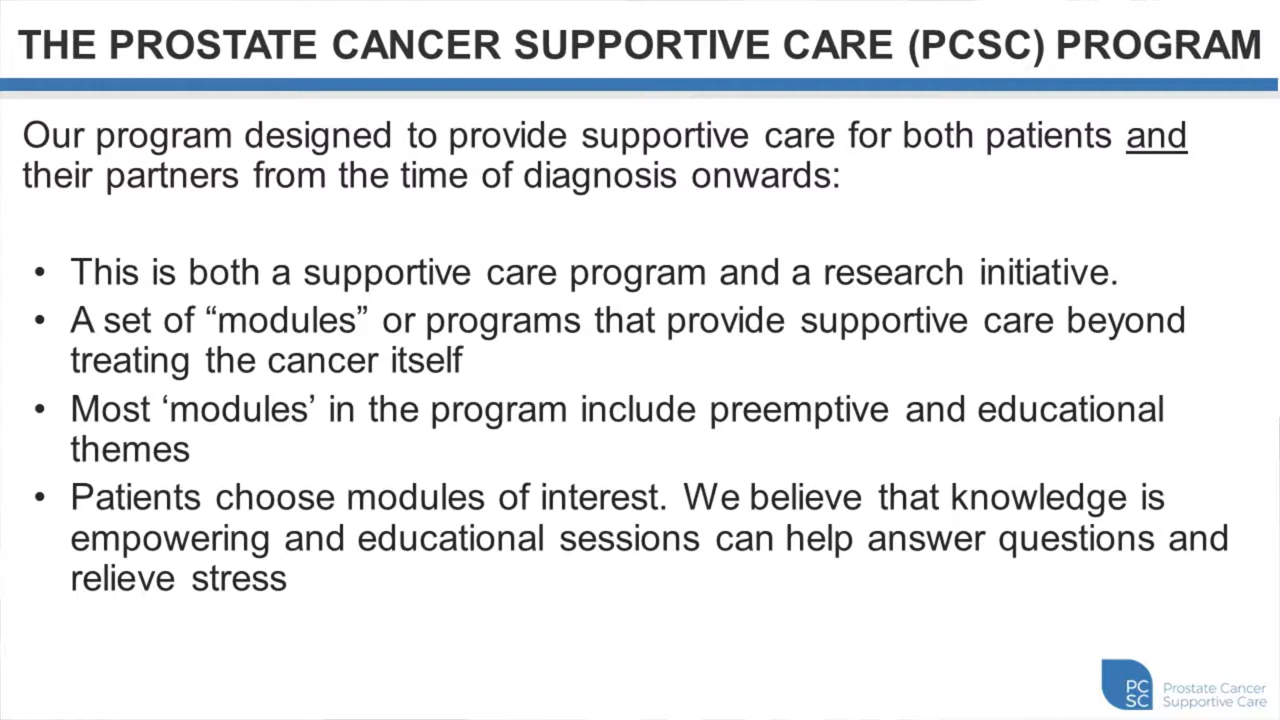 THE PROSTATE CANCER SUPPORTIVE CARE (PCSC) PROGRAM
Our program designed to provide supportive care for both patients and
their partners from the time of diagnosis onwards:
• This is both a supportive care program and a research initiative.
• A set of “modules” or programs that provide supportive care beyond
treating the cancer itself
• Most ‘modules’ in the program include preemptive and educational
themes
• Patients choose modules of interest. We believe that knowledge is
empowering and educational sessions can help answer questions and
relieve stress
PC
SC
Prostate Cancer
Supportive Care